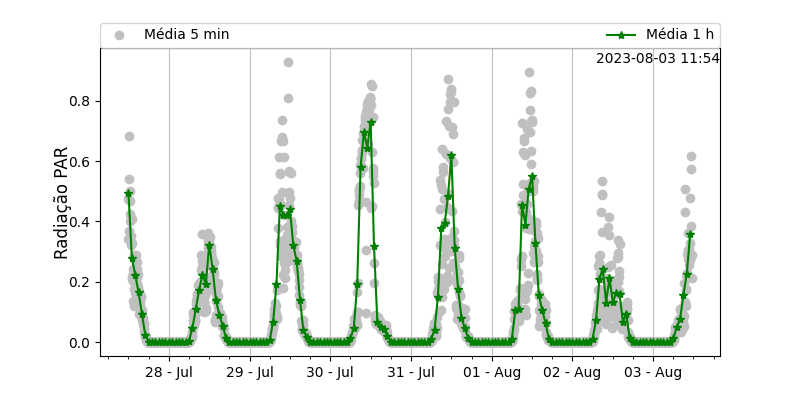 Média 5 min
Média 1 h
2023-08-03 11:54
Radiação PAR
0.8
0.6
0.4
0.2
0.0
28 - Jul
29 - Jul
30 - Jul
31 - Jul
01 - Aug
02 - Aug
03 - Aug